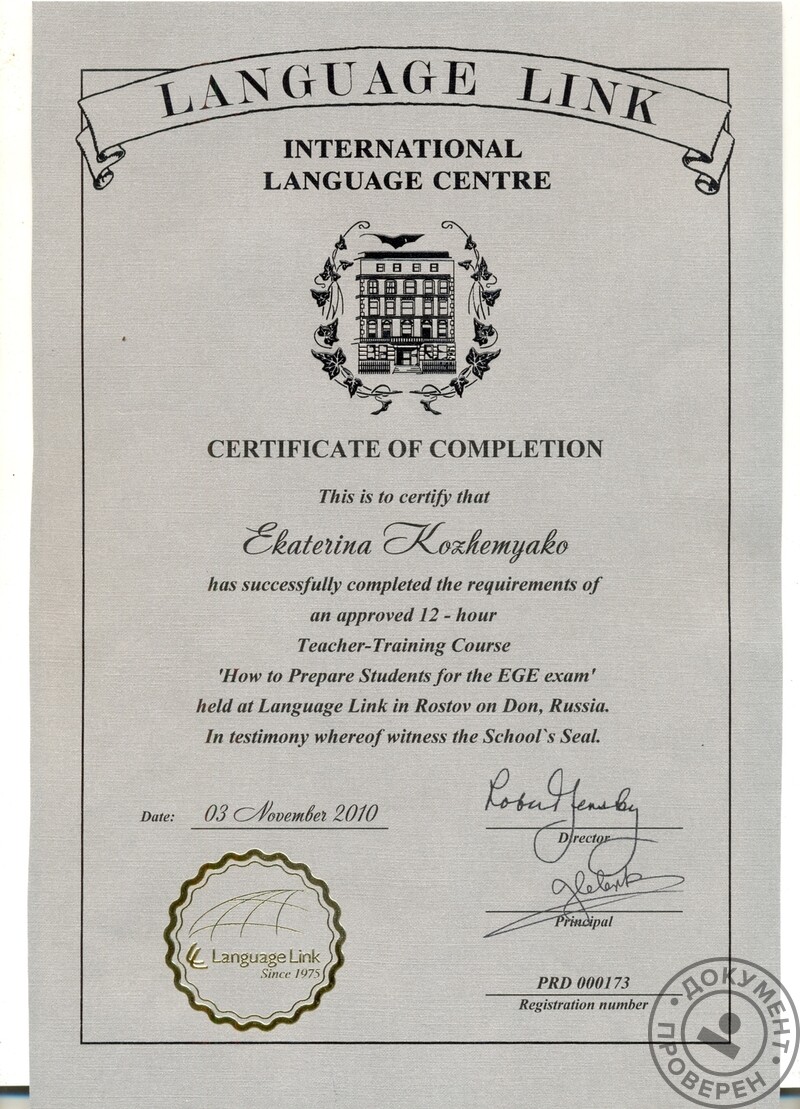 LANGUAGE LINK
INTERNATIONAL
LANGUAGE CENTRE
CERTIFICATE OF COMPLETION
This is to certify that
Ekaterina Kozhemyako
has successfully completed the requirements of
an approved 12 - hour
Teacher-Training Course
'How to Prepare Students for the EGE exam'
held at Language Link in Rostov on Don, Russia.
In testimony whereof witness the School`s Seal.
Date: 03 November 2010
Director
Principal
Language Link
Since 1975
PRD 000173
Registration number
ДОКУМЕНТ
ПРОВЕРЕН